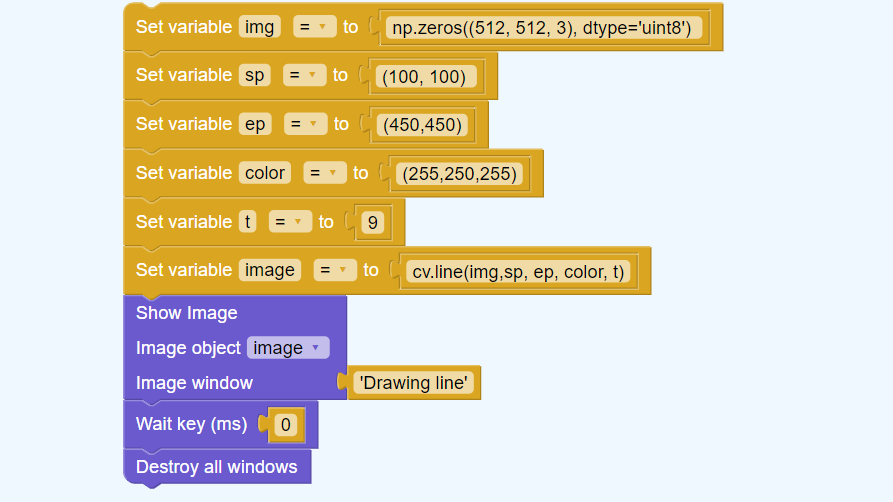 Set variable img = to np.zeros((512, 512, 3), dtype='uint8')
Set variable sp = to (100, 100)
Set variable ep = to (450,450)
Set variable color = to (255,250,255)
Set variable t = to 9
Set variable image = to cv.line(img,sp, ep, color, t)
Show Image
Image object image
Image window 'Drawing line'
Wait key (ms) 0
Destroy all windows